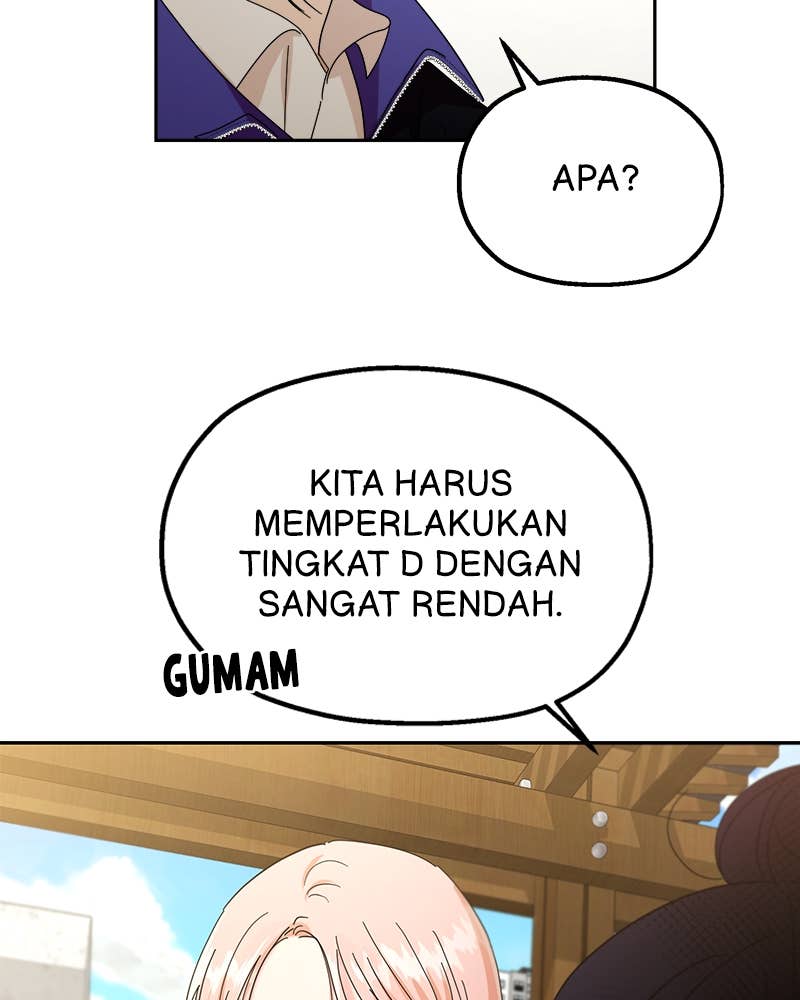 APA?
KITA HARUS
MEMPERLAKUKAN
TINGKAT D DENGAN
SANGAT RENDAH.
GUMAM